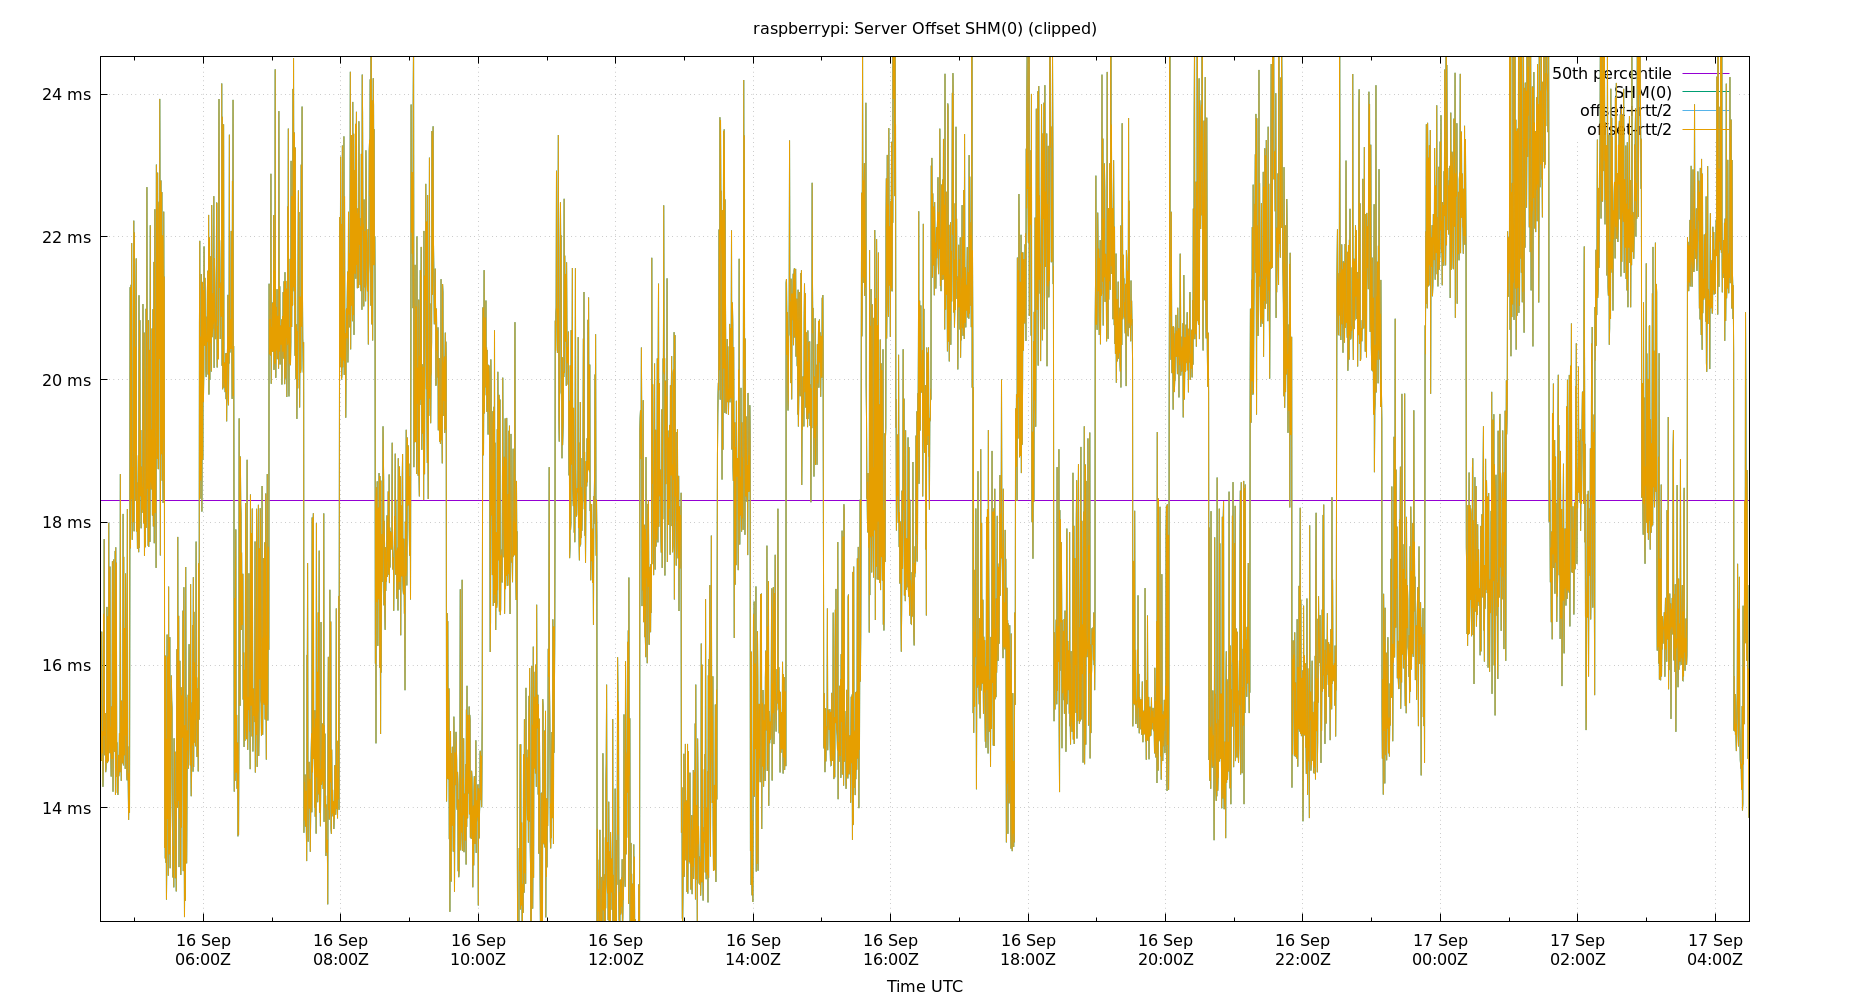 raspberrypi: Server Offset SHM(0) (clipped)
50th percentile
SHM(0)
offset+rtt/2
offset-rtt/2
24 ms
22 ms
20 ms
18 ms
16 ms
14 ms
16 Sep 16 Sep 16 Sep 16 Sep 16 Sep 16 Sep 16 Sep 16 Sep 16 Sep 17 Sep 17 Sep 17 Sep
06:00Z 08:00Z 10:00Z 12:00Z 14:00Z 16:00Z 18:00Z 20:00Z 22:00Z 00:00Z 02:00Z 04:00Z
Time UTC